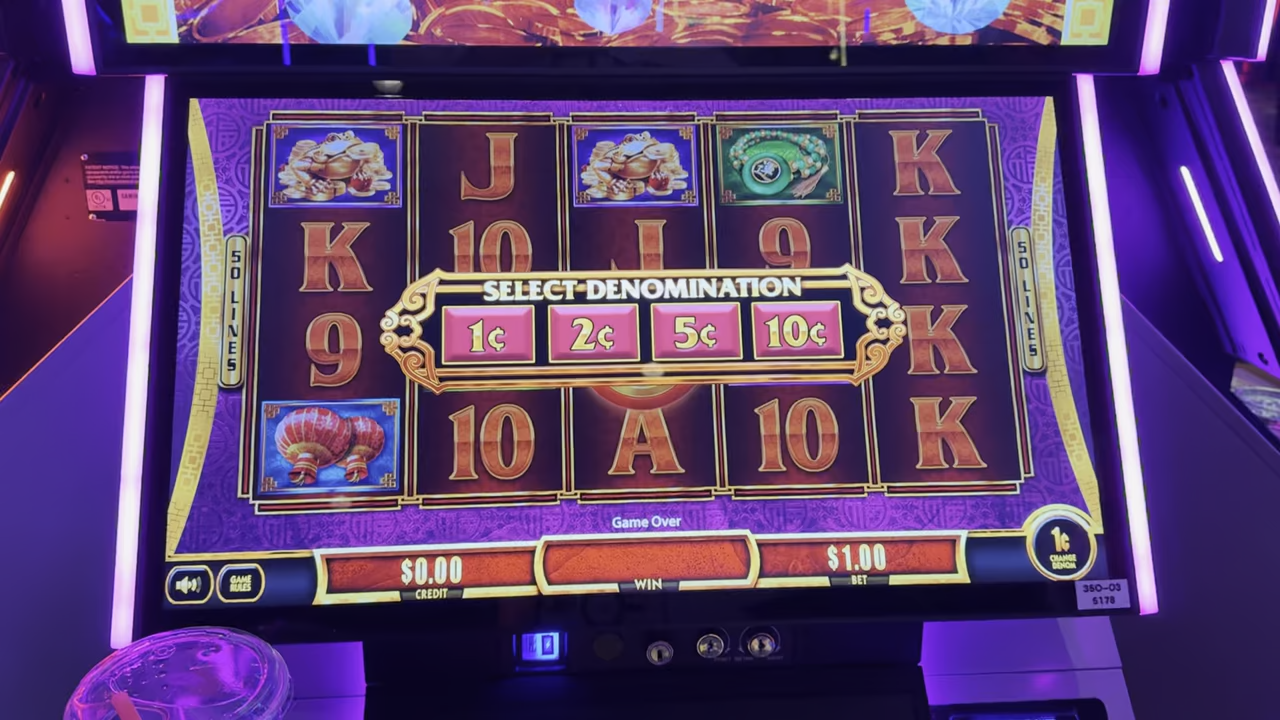 J
K
K
10
J
9
K
50 LINES
50 LINES
SELECT DENOMINATION
1¢ 2¢ 5¢ 10¢
9
K
10
A
10
K
Game Over
$0.00
CREDIT
WIN
$1.00
BET
1¢
CHANGE
DENOM
GAME
RULES
350-03
5178